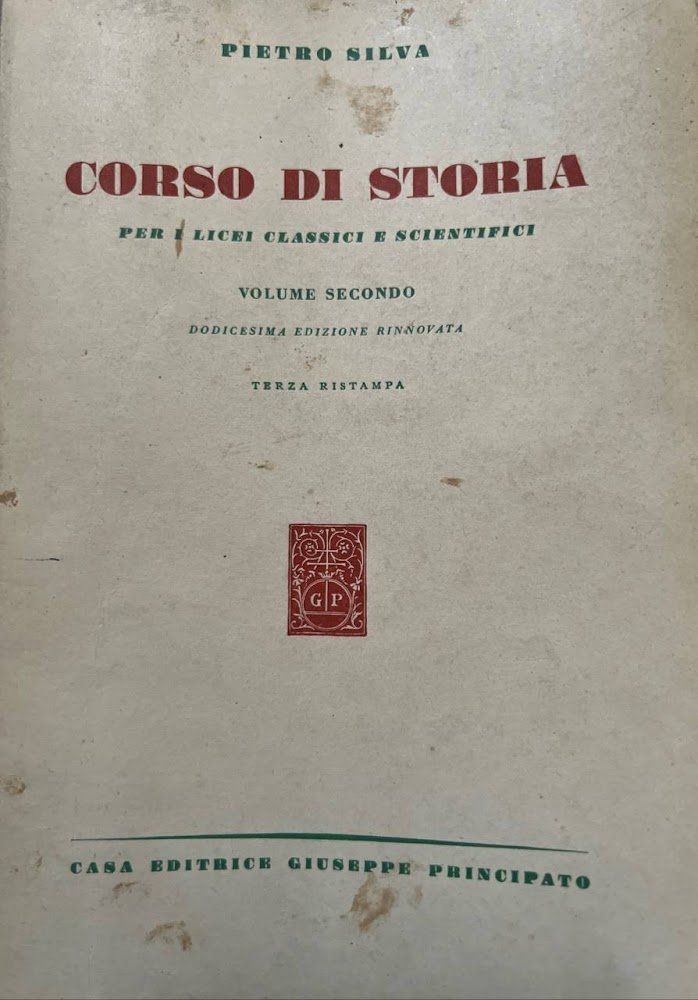 PIETRO SILVA
CORSO DI STORIA
PER I LICEI CLASSICI E SCIENTIFICI
VOLUME SECONDO
DODICESIMA EDIZIONE RINNOVATA
TERZA RISTAMPA
G P
CASA EDITRICE GIUSEPPE PRINCIPATO